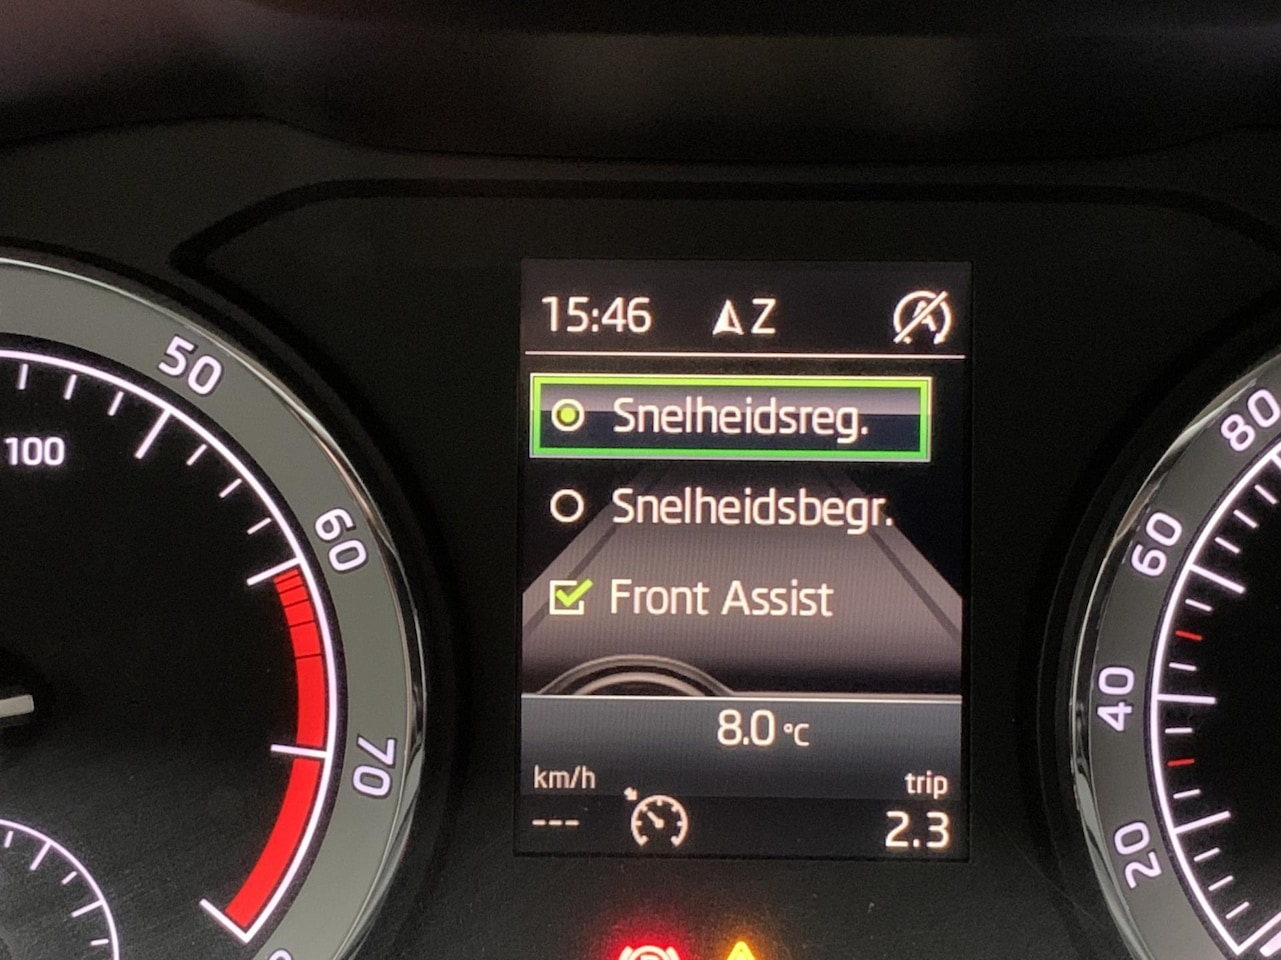 15:46 Z
Snelheidsreg.
Snelheidsbegr.
Front Assist
8.0 °C
km/h trip
--- 2.3
50
100
60
70
80
60
40
20